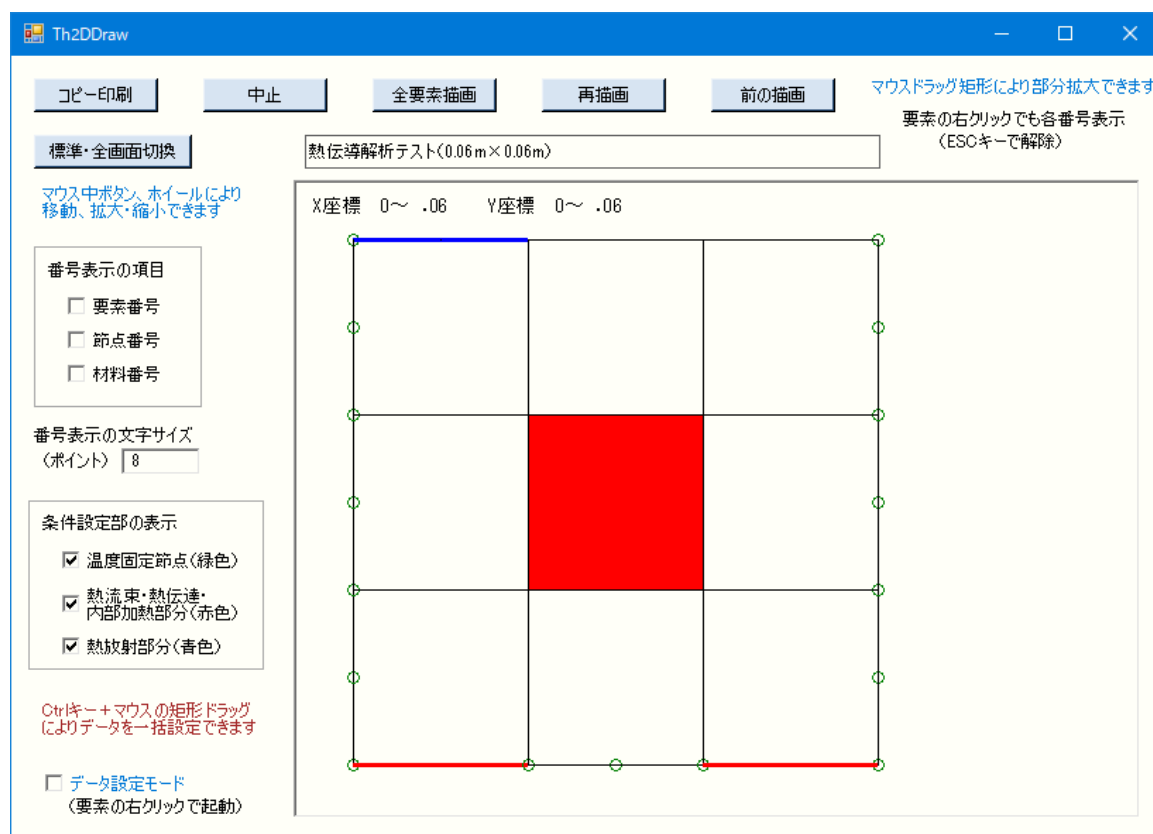 Th2DDraw
コピー印刷
中止
全要素描画
再描画
前の描画
マウスドラッグ矩形により部分拡大できます
要素の右クリックでも各番号表示
(ESCキーで解除)
標準・全画面切換
熱伝導解析テスト(0.06m×0.06m)
マウス中ボタン、ホイールにより
移動、拡大・縮小できます
X座標 0～ .06 Y座標 0～ .06
番号表示の項目
要素番号
節点番号
材料番号
番号表示の文字サイズ
(ポイント) 8
条件設定部の表示
温度固定節点(緑色)
熱流束・熱伝達・
内部加熱部分(赤色)
熱放射部分(青色)
Ctrlキー＋マウスの矩形ドラッグ
によりデータを一括設定できます
データ設定モード
(要素の右クリックで起動)